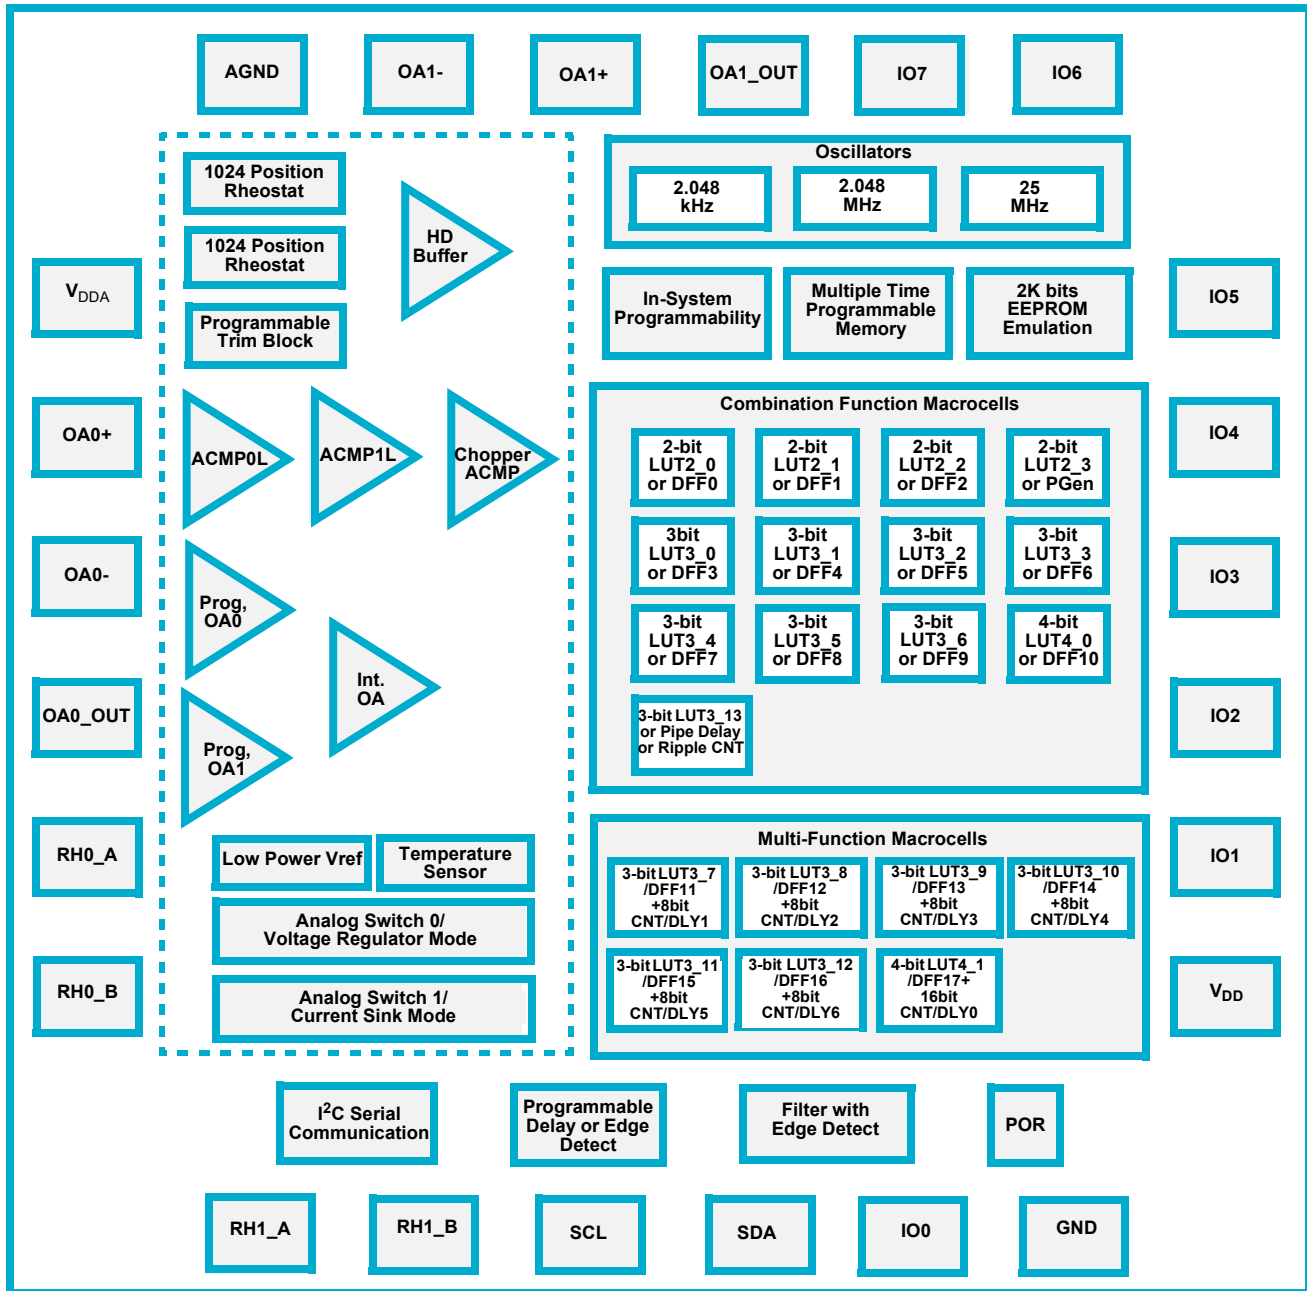 AGND
OA1-
OA1+
OA1_OUT
IO7
IO6
1024 Position
Rheostat
1024 Position
Rheostat
Programmable
Trim Block
HD
Buffer
Oscillators
2.048
kHz
2.048
MHz
25
MHz
In-System
Programmability
Multiple Time
Programmable
Memory
2K bits
EEPROM
Emulation
VDDA
OA0+
OA0-
OA0_OUT
RH0_A
RH0_B
IO5
IO4
IO3
IO2
IO1
VDD
ACMP0L
ACMP1L
Chopper
ACMP
Prog,
OA0
Int.
OA
Prog,
OA1
Low Power Vref
Temperature
Sensor
Analog Switch 0/
Voltage Regulator Mode
Analog Switch 1/
Current Sink Mode
Combination Function Macrocells
2-bit
LUT2_0
or DFF0
2-bit
LUT2_1
or DFF1
2-bit
LUT2_2
or DFF2
2-bit
LUT2_3
or PGen
3bit
LUT3_0
or DFF3
3-bit
LUT3_1
or DFF4
3-bit
LUT3_2
or DFF5
3-bit
LUT3_3
or DFF6
3-bit
LUT3_4
or DFF7
3-bit
LUT3_5
or DFF8
3-bit
LUT3_6
or DFF9
4-bit
LUT4_0
or DFF10
3-bit LUT3_13
or Pipe Delay
or Ripple CNT
Multi-Function Macrocells
3-bit LUT3_7
/DFF11
+8bit
CNT/DLY1
3-bit LUT3_8
/DFF12
+8bit
CNT/DLY2
3-bit LUT3_9
/DFF13
+8bit
CNT/DLY3
3-bit LUT3_10
/DFF14
+8bit
CNT/DLY4
3-bit LUT3_11
/DFF15
+8bit
CNT/DLY5
3-bit LUT3_12
/DFF16
+8bit
CNT/DLY6
4-bit LUT4_1
/DFF17+
16bit
CNT/DLY0
I2C Serial
Communication
Programmable
Delay or Edge
Detect
Filter with
Edge Detect
POR
RH1_A
RH1_B
SCL
SDA
IO0
GND